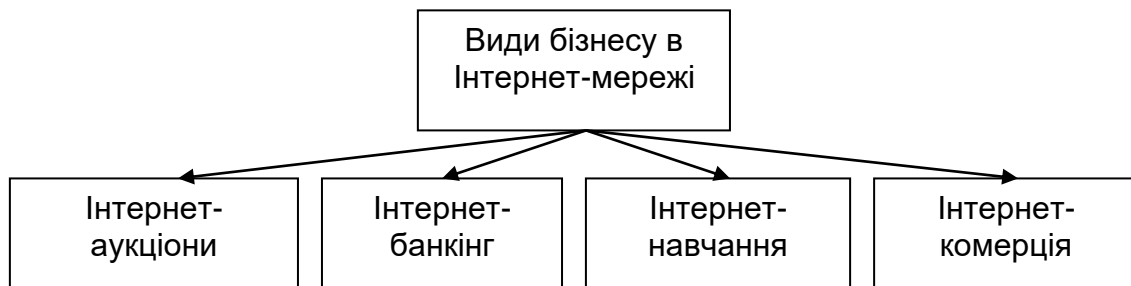 Види бізнесу в
Інтернет-мережі
Інтернет-
аукціони
Інтернет-
банкінг
Інтернет-
навчання
Інтернет-
комерція